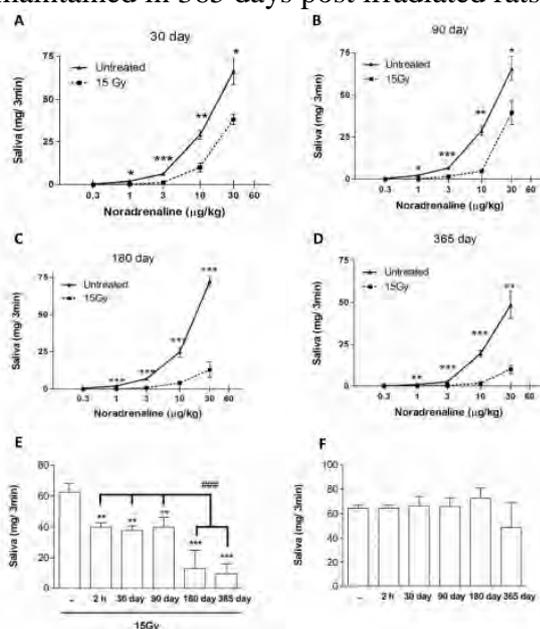 maintained in 365 days post irradiated rats
A
30 day
Untreated
15 Gy
Saliva (mg/ 3min)
75
50
25
0
*
***
**
*
0.3 1 3 10 30 60
Noradrenaline (µg/kg)
B
90 day
Untreated
15Gy
Saliva (mg/ 3min)
75
50
25
0
*
***
**
*
0.3 1 3 10 30 60
Noradrenaline (µg/kg)
C
180 day
Untreated
15Gy
Saliva (mg/ 3min)
75
50
25
0
***
***
***
***
0.3 1 3 10 30 60
Noradrenaline (µg/kg)
D
365 day
Untreated
15Gy
Saliva (mg/ 3min)
75
50
25
0
**
***
***
**
0.3 1 3 10 30 60
Noradrenaline (µg/kg)
E
Saliva (mg/ 3min)
80
60
40
20
0
###
** ** ** *** ***
– 2 h 30 day 90 day 180 day 365 day
15Gy
F
Saliva (mg/ 3min)
100
80
60
40
20
0
– 2 h 30 day 90 day 180 day 365 day